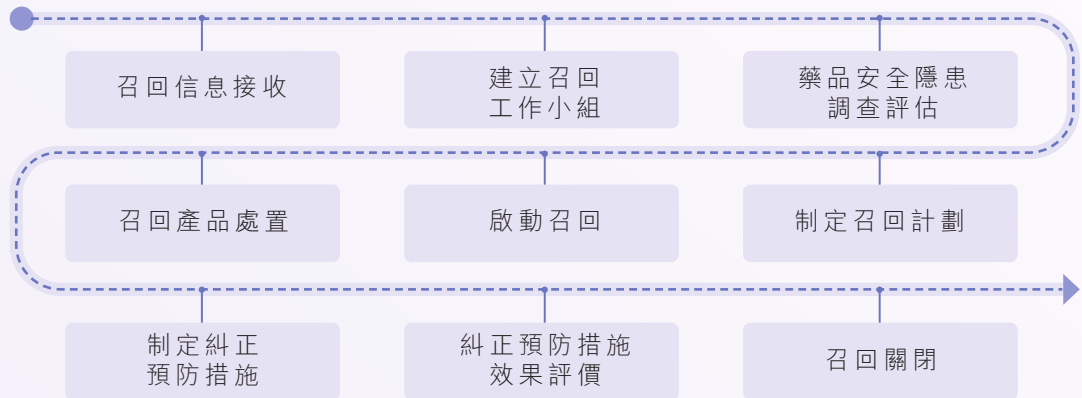 召回信息接收
建立召回
工作小組
藥品安全隱患
調查評估
召回產品處置
啟動召回
制定召回計劃
制定糾正
預防措施
糾正預防措施
效果評價
召回關閉